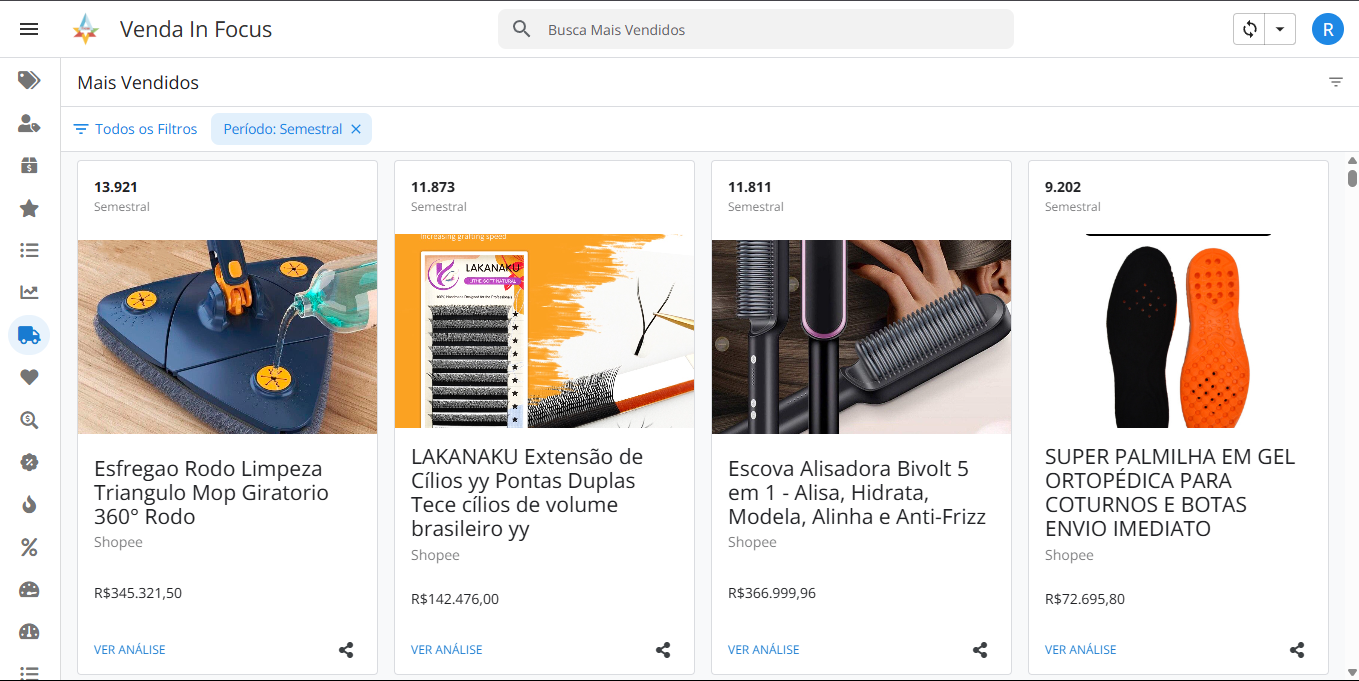 Venda In Focus
Busca Mais Vendidos
R
Mais Vendidos
Todos os Filtros
Período: Semestral
13.921
Semestral
Esfregao Rodo Limpeza
Triangulo Mop Giratorio
360° Rodo
Shopee
R$345.321,50
VER ANÁLISE
11.873
Semestral
Increasing grafting speed
LAKANAKU
LAKANAKU Extensão de
Cílios yy Pontas Duplas
Tece cílios de volume
brasileiro yy
Shopee
R$142.476,00
VER ANÁLISE
11.811
Semestral
Escova Alisadora Bivolt 5
em 1 - Alisa, Hidrata,
Modela, Alinha e Anti-Frizz
Shopee
R$366.999,96
VER ANÁLISE
9.202
Semestral
SUPER PALMILHA EM GEL
ORTOPÉDICA PARA
COTURNOS E BOTAS
ENVIO IMEDIATO
Shopee
R$72.695,80
VER ANÁLISE